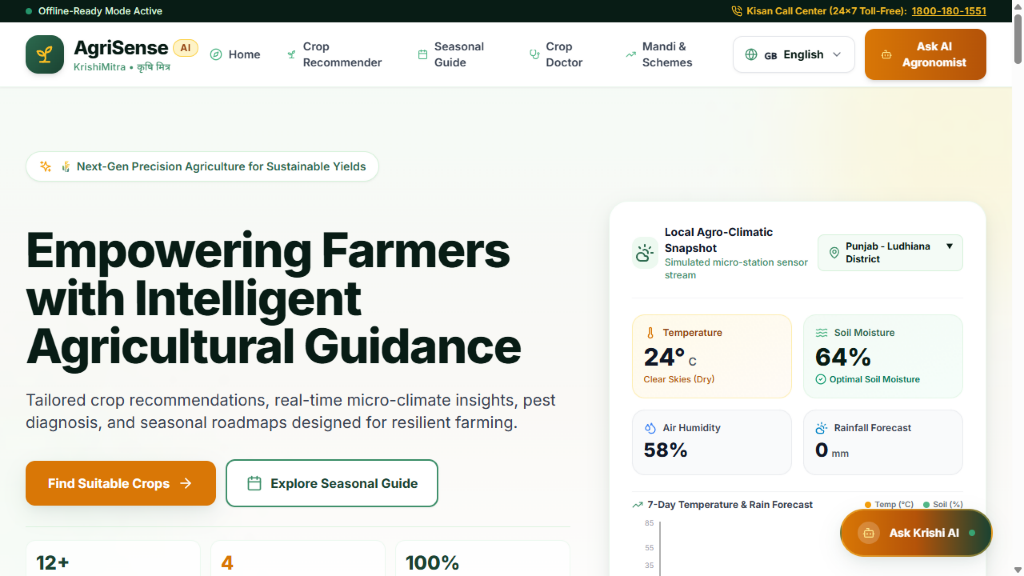 Offline-Ready Mode Active
Kisan Call Center (24×7 Toll-Free): 1800-180-1551
AgriSense AI
KrishiMitra • कृषि मित्र
Home
Crop
Recommender
Seasonal
Guide
Crop
Doctor
Mandi &
Schemes
GB English
Ask AI
Agronomist
Next-Gen Precision Agriculture for Sustainable Yields
Empowering Farmers
with Intelligent
Agricultural Guidance
Tailored crop recommendations, real-time micro-climate insights, pest
diagnosis, and seasonal roadmaps designed for resilient farming.
Find Suitable Crops →
Explore Seasonal Guide
12+
4
100%
Local Agro-Climatic
Snapshot
Simulated micro-station sensor
stream
Punjab - Ludhiana
District
Temperature
24° C
Clear Skies (Dry)
Soil Moisture
64%
Optimal Soil Moisture
Air Humidity
58%
Rainfall Forecast
0 mm
7-Day Temperature & Rain Forecast
Temp (°C)
Soil (%)
85
55
35
Ask Krishi AI